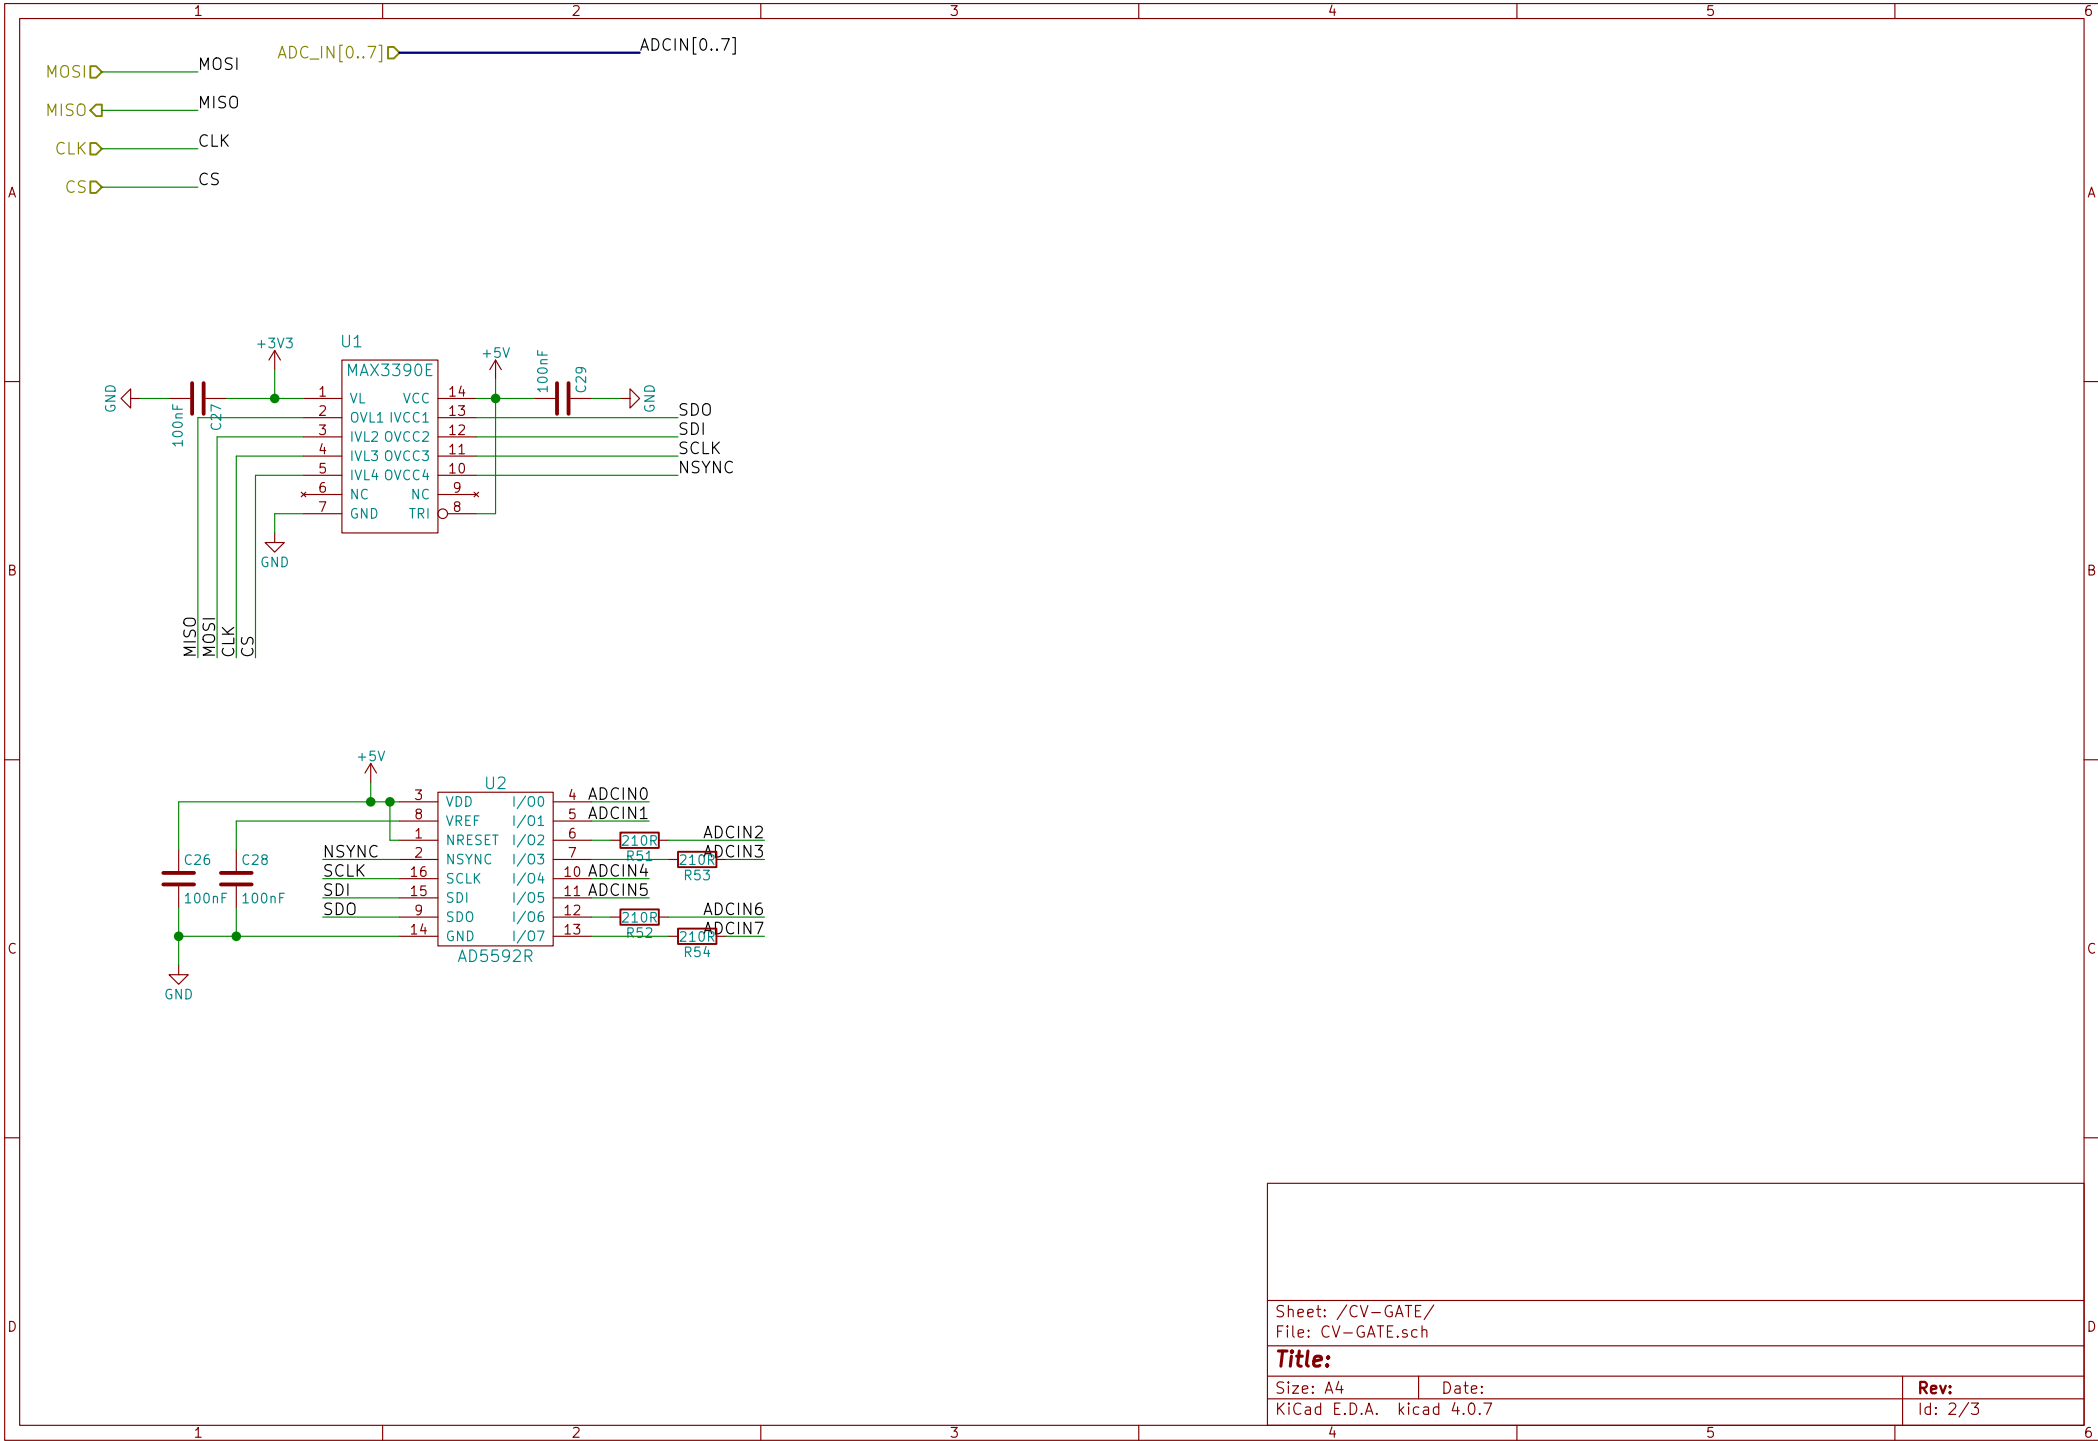 1 2 3 4 5 6
ADC_IN[0..7] ADCIN[0..7]
MOSI MOSI
MISO MISO
CLK CLK
CS CS
A A
+3V3 U1 +5V 100nF C29
MAX3390E
GND 100nF C27 1 VL VCC 14 GND
2 OVL1 IVCC1 13 SDO
3 IVL2 OVCC2 12 SDI
4 IVL3 OVCC3 11 SCLK
5 IVL4 OVCC4 10 NSYNC
6 NC NC 9
7 GND TRI 8
GND
B B
MISO MOSI CLK CS
+5V
U2
3 VDD I/O0 4 ADCIN0
8 VREF I/O1 5 ADCIN1
1 NRESET I/O2 6 210R R51 ADCIN2
C26 C28 NSYNC 2 NSYNC I/O3 7 210R R53 ADCIN3
SCLK 16 SCLK I/O4 10 ADCIN4
100nF 100nF SDI 15 SDI I/O5 11 ADCIN5
SDO 9 SDO I/O6 12 210R R52 ADCIN6
14 GND I/O7 13 210R R54 ADCIN7
AD5592R
GND
C C
D D
Sheet: /CV-GATE/
File: CV-GATE.sch
Title:
Size: A4 Date: Rev:
KiCad E.D.A. kicad 4.0.7 Id: 2/3
1 2 3 4 5 6